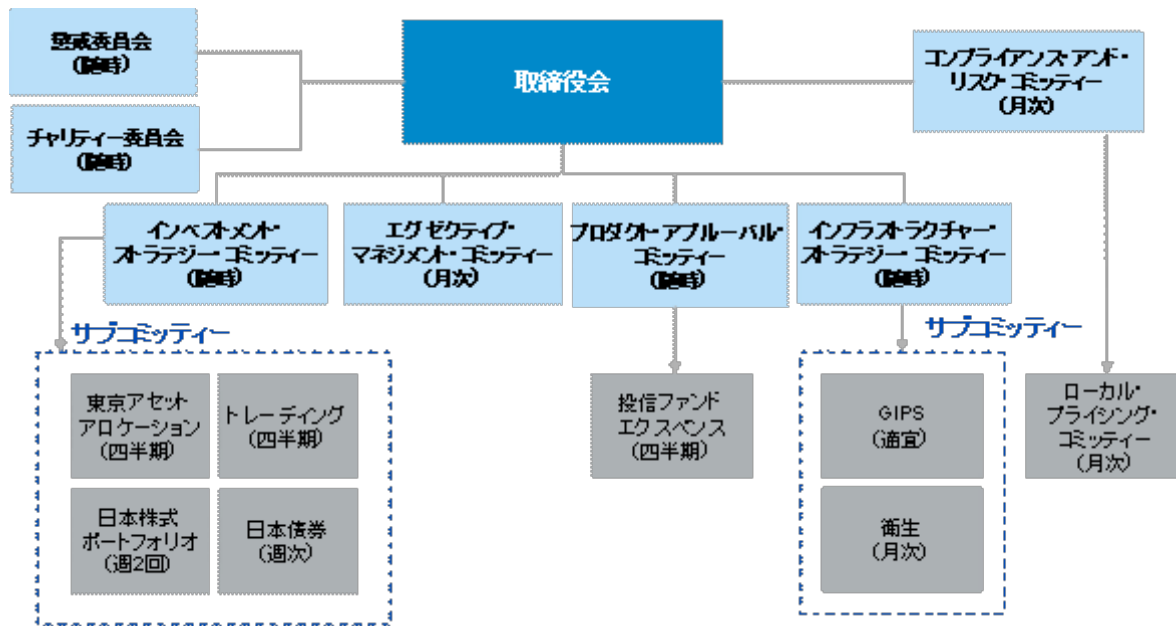 懲戒委員会
(臨時)
チャリティー委員会
(臨時)
取締役会
コンプライアンス・アンド・
リスク・コミッティー
(月次)
インベストメント・
ストラテジー・コミッティー
(臨時)
エグゼクティブ・
マネジメント・コミッティー
(月次)
プロダクト・アプルーバル・
コミッティー
(臨時)
インフラストラクチャー・
ストラテジー・コミッティー
(臨時)
サブコミッティー
東京アセット
アロケーション
(四半期)
トレーディング
(四半期)
日本株式
ポートフォリオ
(週2回)
日本債券
(週次)
投信ファンド
エクスペンス
(四半期)
サブコミッティー
GIPS
(適宜)
衛生
(月次)
ローカル・
プライシング・
コミッティー
(月次)